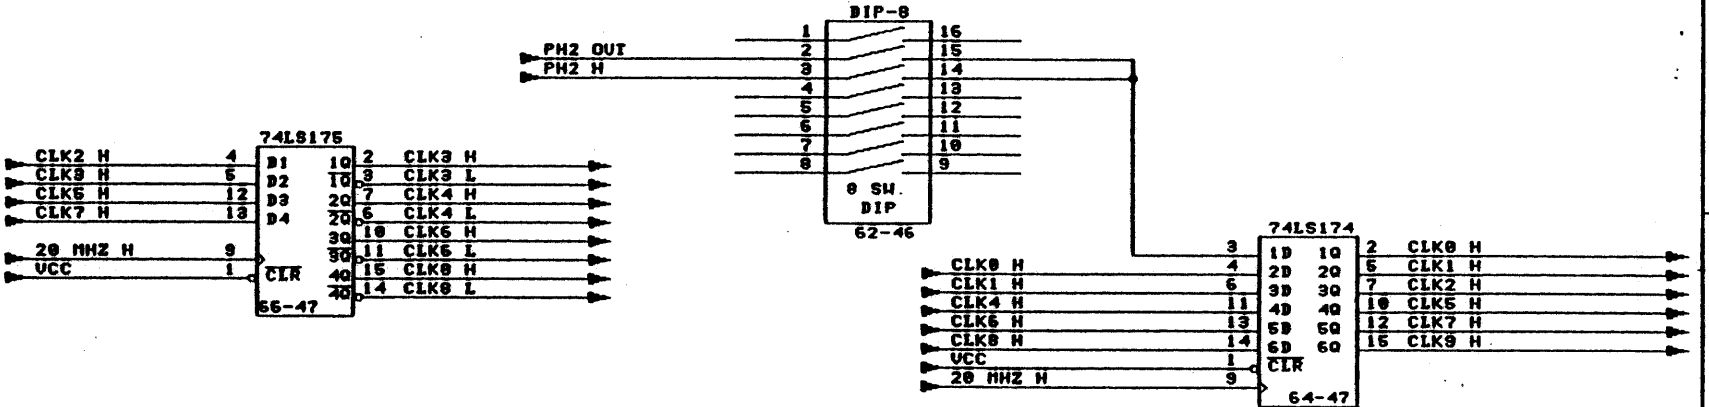 DIP-8
1 16
PH2 OUT 2 15
PH2 H 3 14
4 13
5 12
6 11
7 10
8 9
8 SW.
DIP
62-46
74LS175
CLK2 H 4 D1 1Q 2 CLK3 H
CLK3 H 5 D2 1Q 3 CLK3 L
CLK5 H 12 D3 2Q 7 CLK4 H
CLK7 H 13 D4 2Q 6 CLK4 L
3Q 10 CLK6 H
20 MHZ H 9 3Q 11 CLK6 L
VCC 1 CLR 4Q 15 CLK8 H
4Q 14 CLK8 L
66-47
74LS174
3 1D 1Q 2 CLK0 H
CLK0 H 4 2D 2Q 5 CLK1 H
CLK1 H 6 3D 3Q 7 CLK2 H
CLK4 H 11 4D 4Q 10 CLK5 H
CLK6 H 13 5D 5Q 12 CLK7 H
CLK8 H 14 6D 6Q 15 CLK9 H
VCC 1 CLR
20 MHZ H 9
64-47